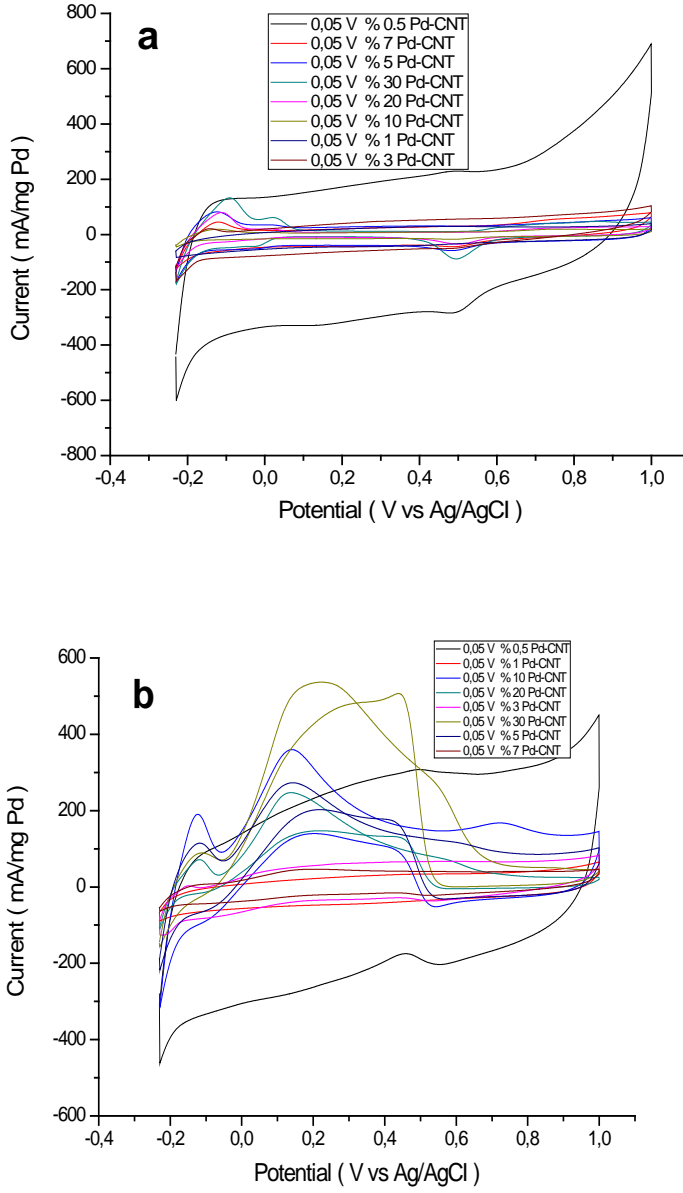 a
0,05 V % 0.5 Pd-CNT
0,05 V % 7 Pd-CNT
0,05 V % 5 Pd-CNT
0,05 V % 30 Pd-CNT
0,05 V % 20 Pd-CNT
0,05 V % 10 Pd-CNT
0,05 V % 1 Pd-CNT
0,05 V % 3 Pd-CNT
800
600
400
200
0
-200
-400
-600
-800
Current ( mA/mg Pd)
-0,4 -0,2 0,0 0,2 0,4 0,6 0,8 1,0
Potential ( V vs Ag/AgCl )
b
0,05 V % 0,5 Pd-CNT
0,05 V % 1 Pd-CNT
0,05 V % 10 Pd-CNT
0,05 V % 20 Pd-CNT
0,05 V % 3 Pd-CNT
0,05 V % 30 Pd-CNT
0,05 V % 5 Pd-CNT
0,05 V % 7 Pd-CNT
600
400
200
0
-200
-400
-600
Current ( mA/mg Pd)
-0,4 -0,2 0,0 0,2 0,4 0,6 0,8 1,0
Potential ( V vs Ag/AgCl )